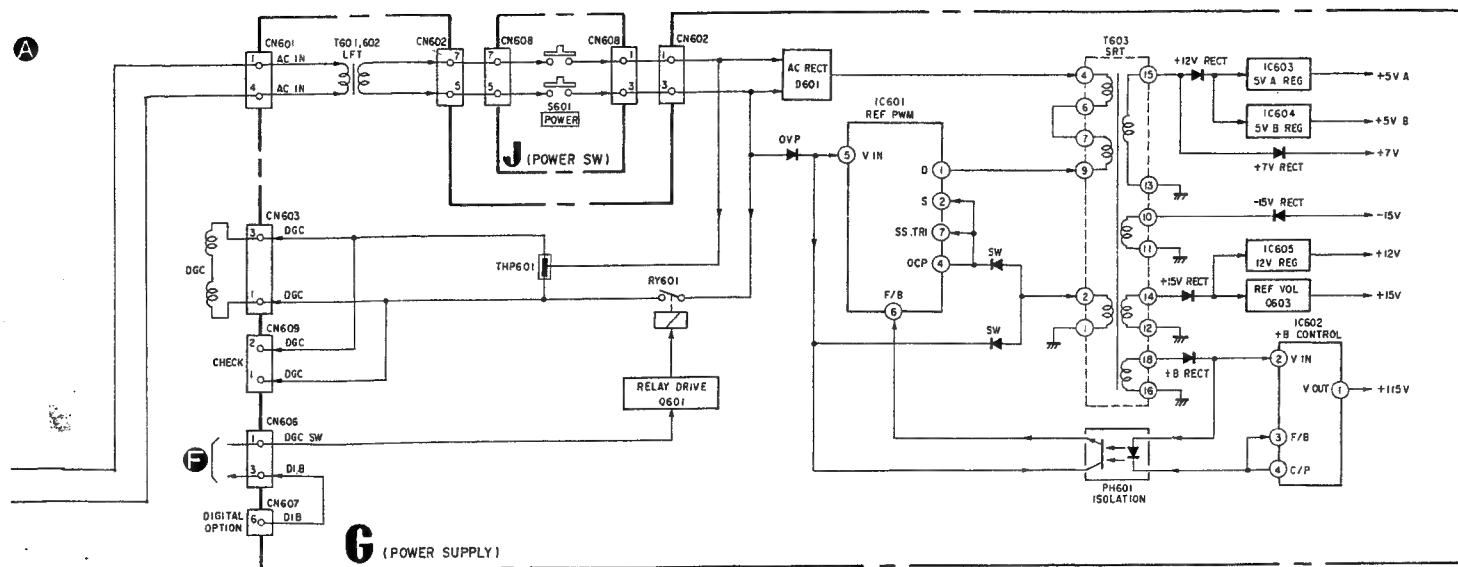 A
CN601
T601,602
LFT
CN602
CN608
CN608
CN602
1
AC IN
4
AC IN
7
5
7
5
S601
POWER
1
3
1
3
J (POWER SW)
AC RECT
D601
IC601
REF PWM
OVP
5
V IN
D
1
S
2
SS.TRI
7
OCP
4
F/B
6
SW
SW
T603
SRT
4
6
7
9
2
1
15
13
10
11
14
12
18
16
+12V RECT
IC603
5V A REG
+5V A
IC604
5V B REG
+5V B
+7V
+7V RECT
-15V RECT
-15V
IC605
12V REG
+12V
+15V RECT
REF VOL
Q603
+15V
IC602
+B CONTROL
+B RECT
2
V IN
V OUT
1
+115V
3
F/B
4
C/P
PH601
ISOLATION
CN603
3
DGC
DGC
1
DGC
THP601
RY601
CN609
2
DGC
CHECK
1
DGC
RELAY DRIVE
Q601
CN606
1
DGC SW
F
3
DIB
CN607
DIGITAL
OPTION
6
DIB
G (POWER SUPPLY)